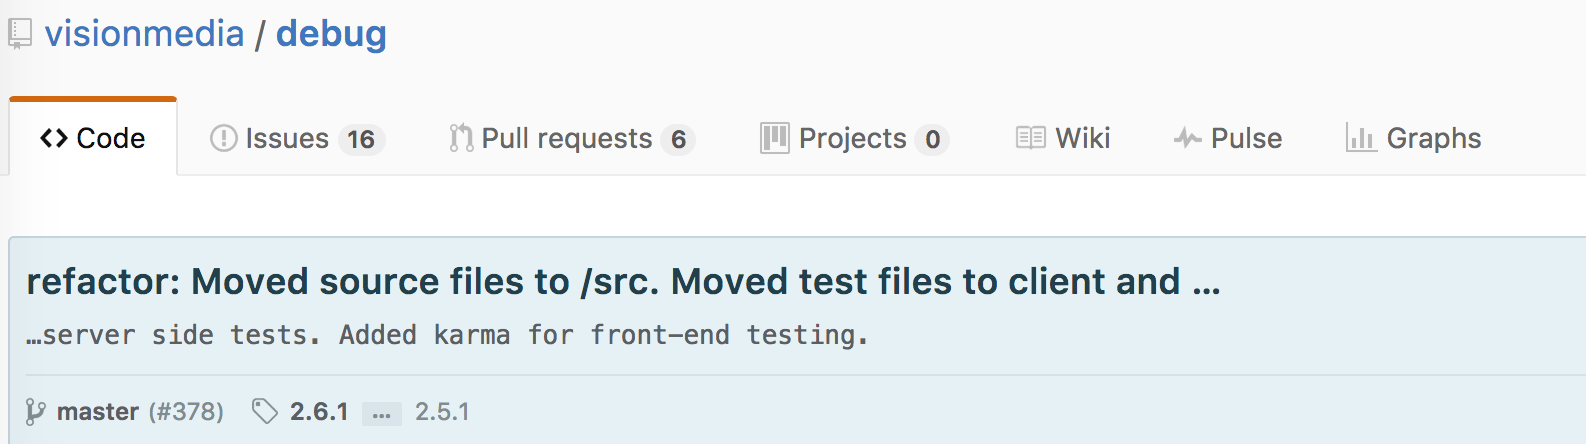 visionmedia / debug
<> Code Issues 16 Pull requests 6 Projects 0 Wiki Pulse Graphs
refactor: Moved source files to /src. Moved test files to client and ...
…server side tests. Added karma for front-end testing.
master (#378) 2.6.1 ... 2.5.1